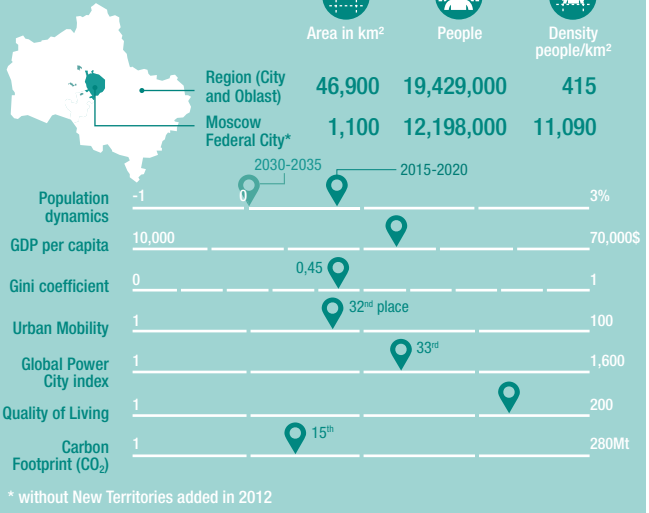 Area in km²
People
Density
people/km²
Region (City
and Oblast)
46,900
19,429,000
415
Moscow
Federal City*
1,100
12,198,000
11,090
2030-2035
2015-2020
Population
dynamics
-1
0
3%
GDP per capita
10,000
70,000$
Gini coefficient
0
0,45
1
Urban Mobility
1
32nd place
100
Global Power
City index
1
33rd
1,600
Quality of Living
1
200
Carbon
Footprint (CO₂)
1
15th
280Mt
* without New Territories added in 2012